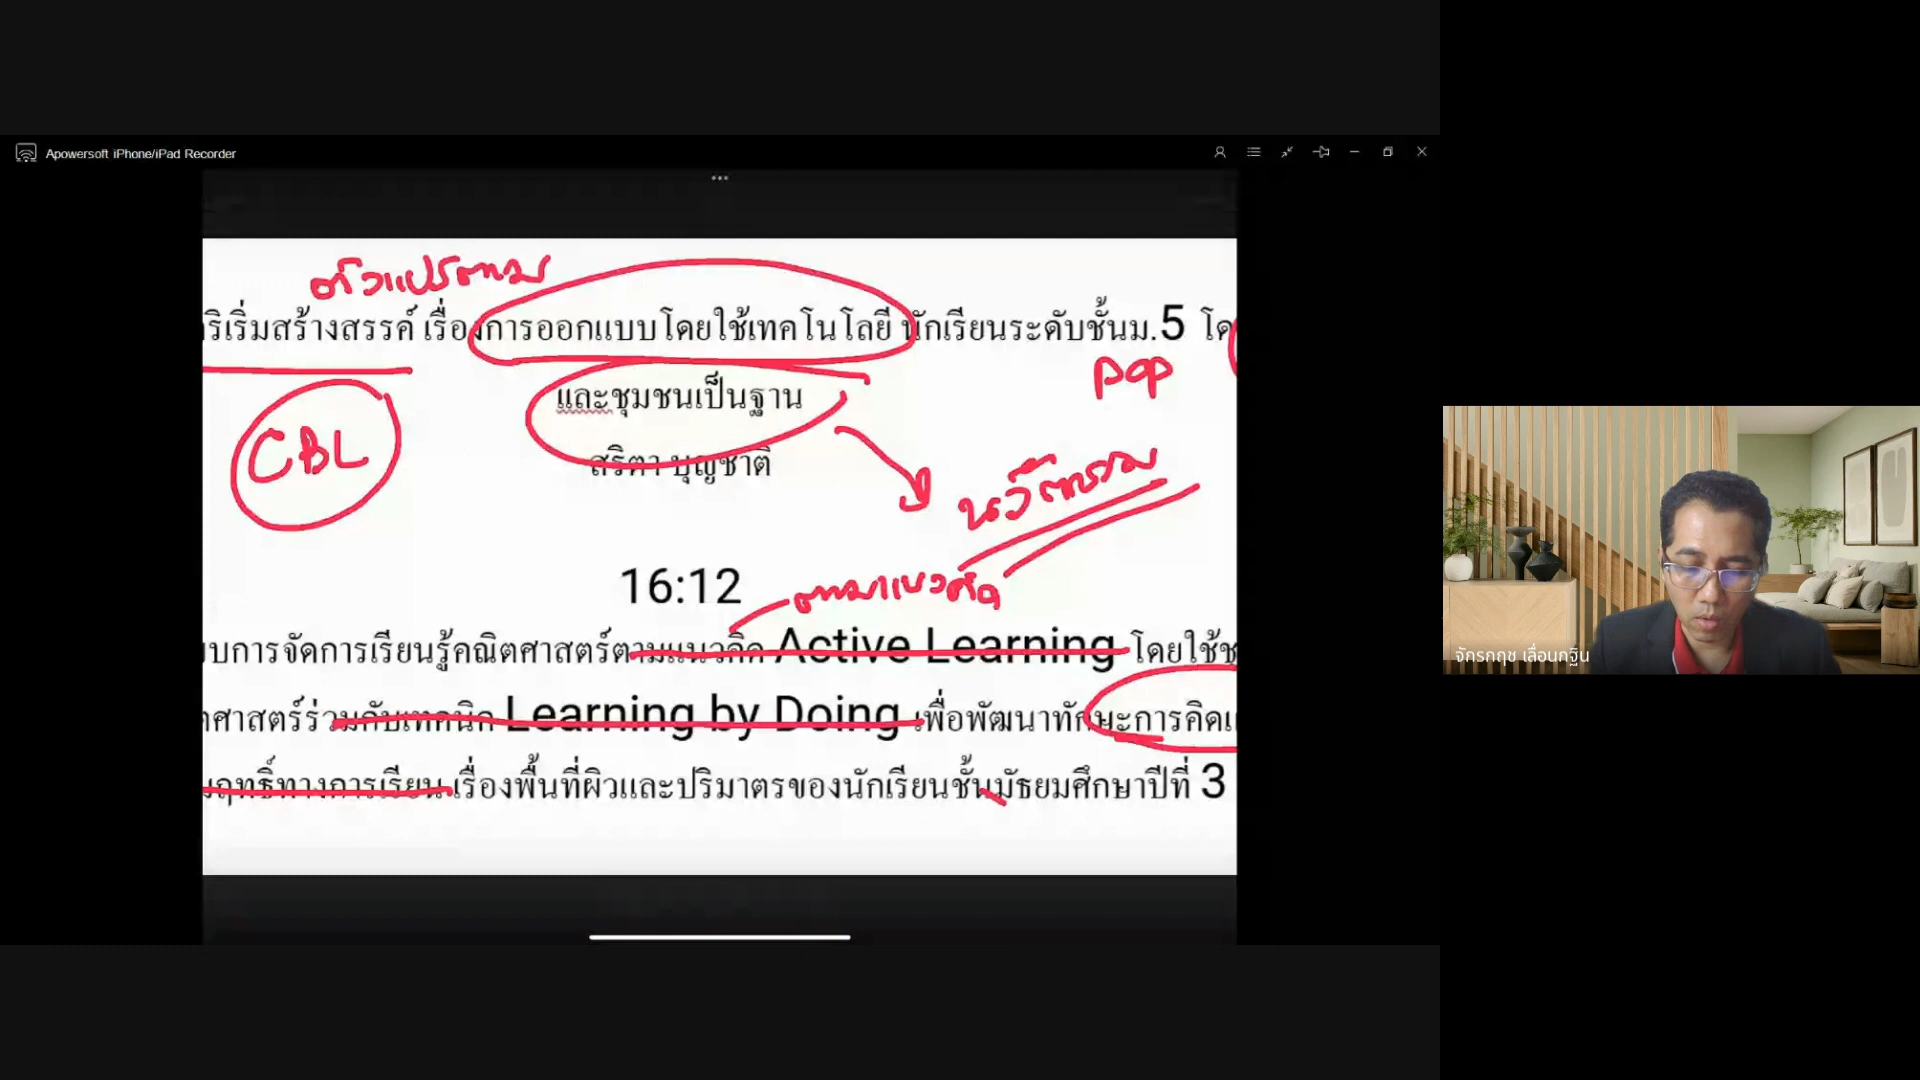 Apowersoft iPhone/iPad Recorder
ตัวแปรตาม
ริเริ่มสร้างสรรค์ เรื่องการออกแบบโดยใช้เทคโนโลยี นักเรียนระดับชั้นม.5 โด
pop
และชุมชนเป็นฐาน
CBL
สริตา บุญชาติ
นวัตกรรม
16:12
ตามแนวคิด
บการจัดการเรียนรู้คณิตศาสตร์ตามแนวคิด Active Learning โดยใช้ช
ศาสตร์ร่วมกับเทคนิค Learning by Doing เพื่อพัฒนาทักษะการคิดเ
ฤทธิ์ทางการเรียน เรื่องพื้นที่ผิวและปริมาตรของนักเรียนชั้นมัธยมศึกษาปีที่ 3
จักรกฤช เลื่อนกฐิน